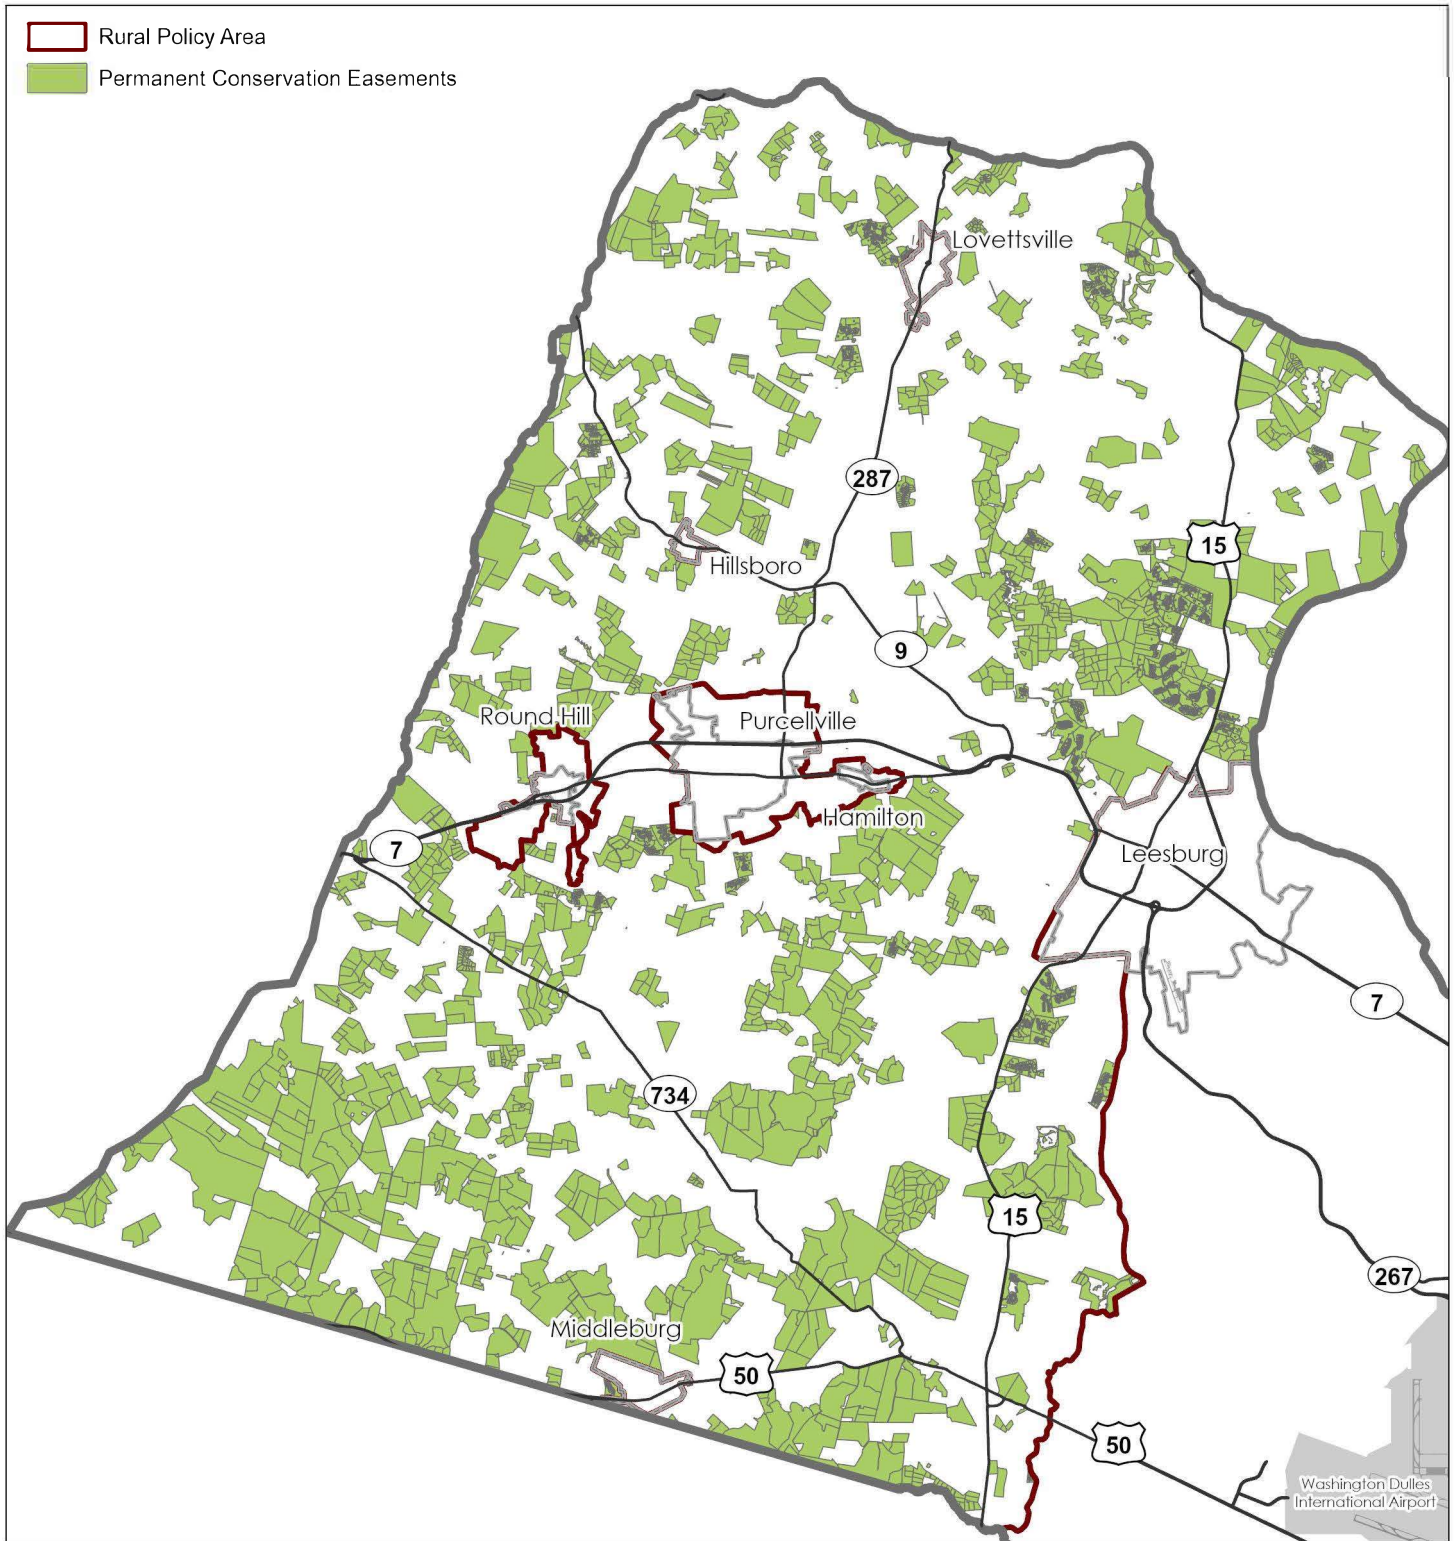 Rural Policy Area
Permanent Conservation Easements
Lovettsville
287
15
Hillsboro
9
Round Hill
Purcellville
Hamilton
7
Leesburg
7
734
15
267
Middleburg
50
50
Washington Dulles
International Airport